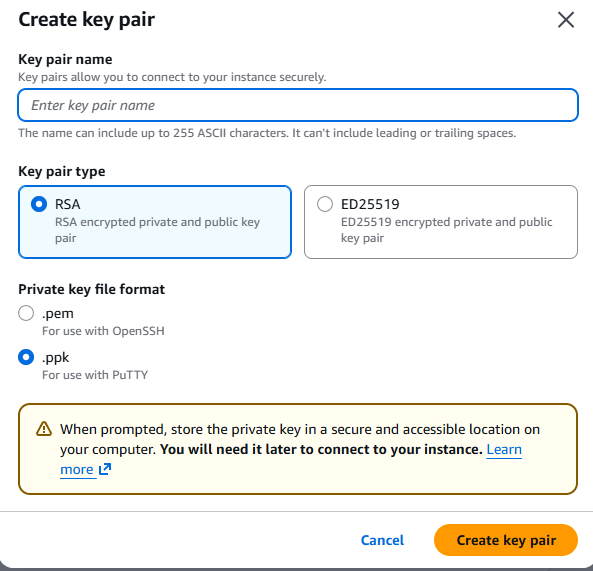 Create key pair
Key pair name
Key pairs allow you to connect to your instance securely.
Enter key pair name
The name can include up to 255 ASCII characters. It can't include leading or trailing spaces.
Key pair type
RSA
RSA encrypted private and public key
pair
ED25519
ED25519 encrypted private and public
key pair
Private key file format
.pem
For use with OpenSSH
.ppk
For use with PuTTY
When prompted, store the private key in a secure and accessible location on
your computer. You will need it later to connect to your instance. Learn
more
Cancel
Create key pair